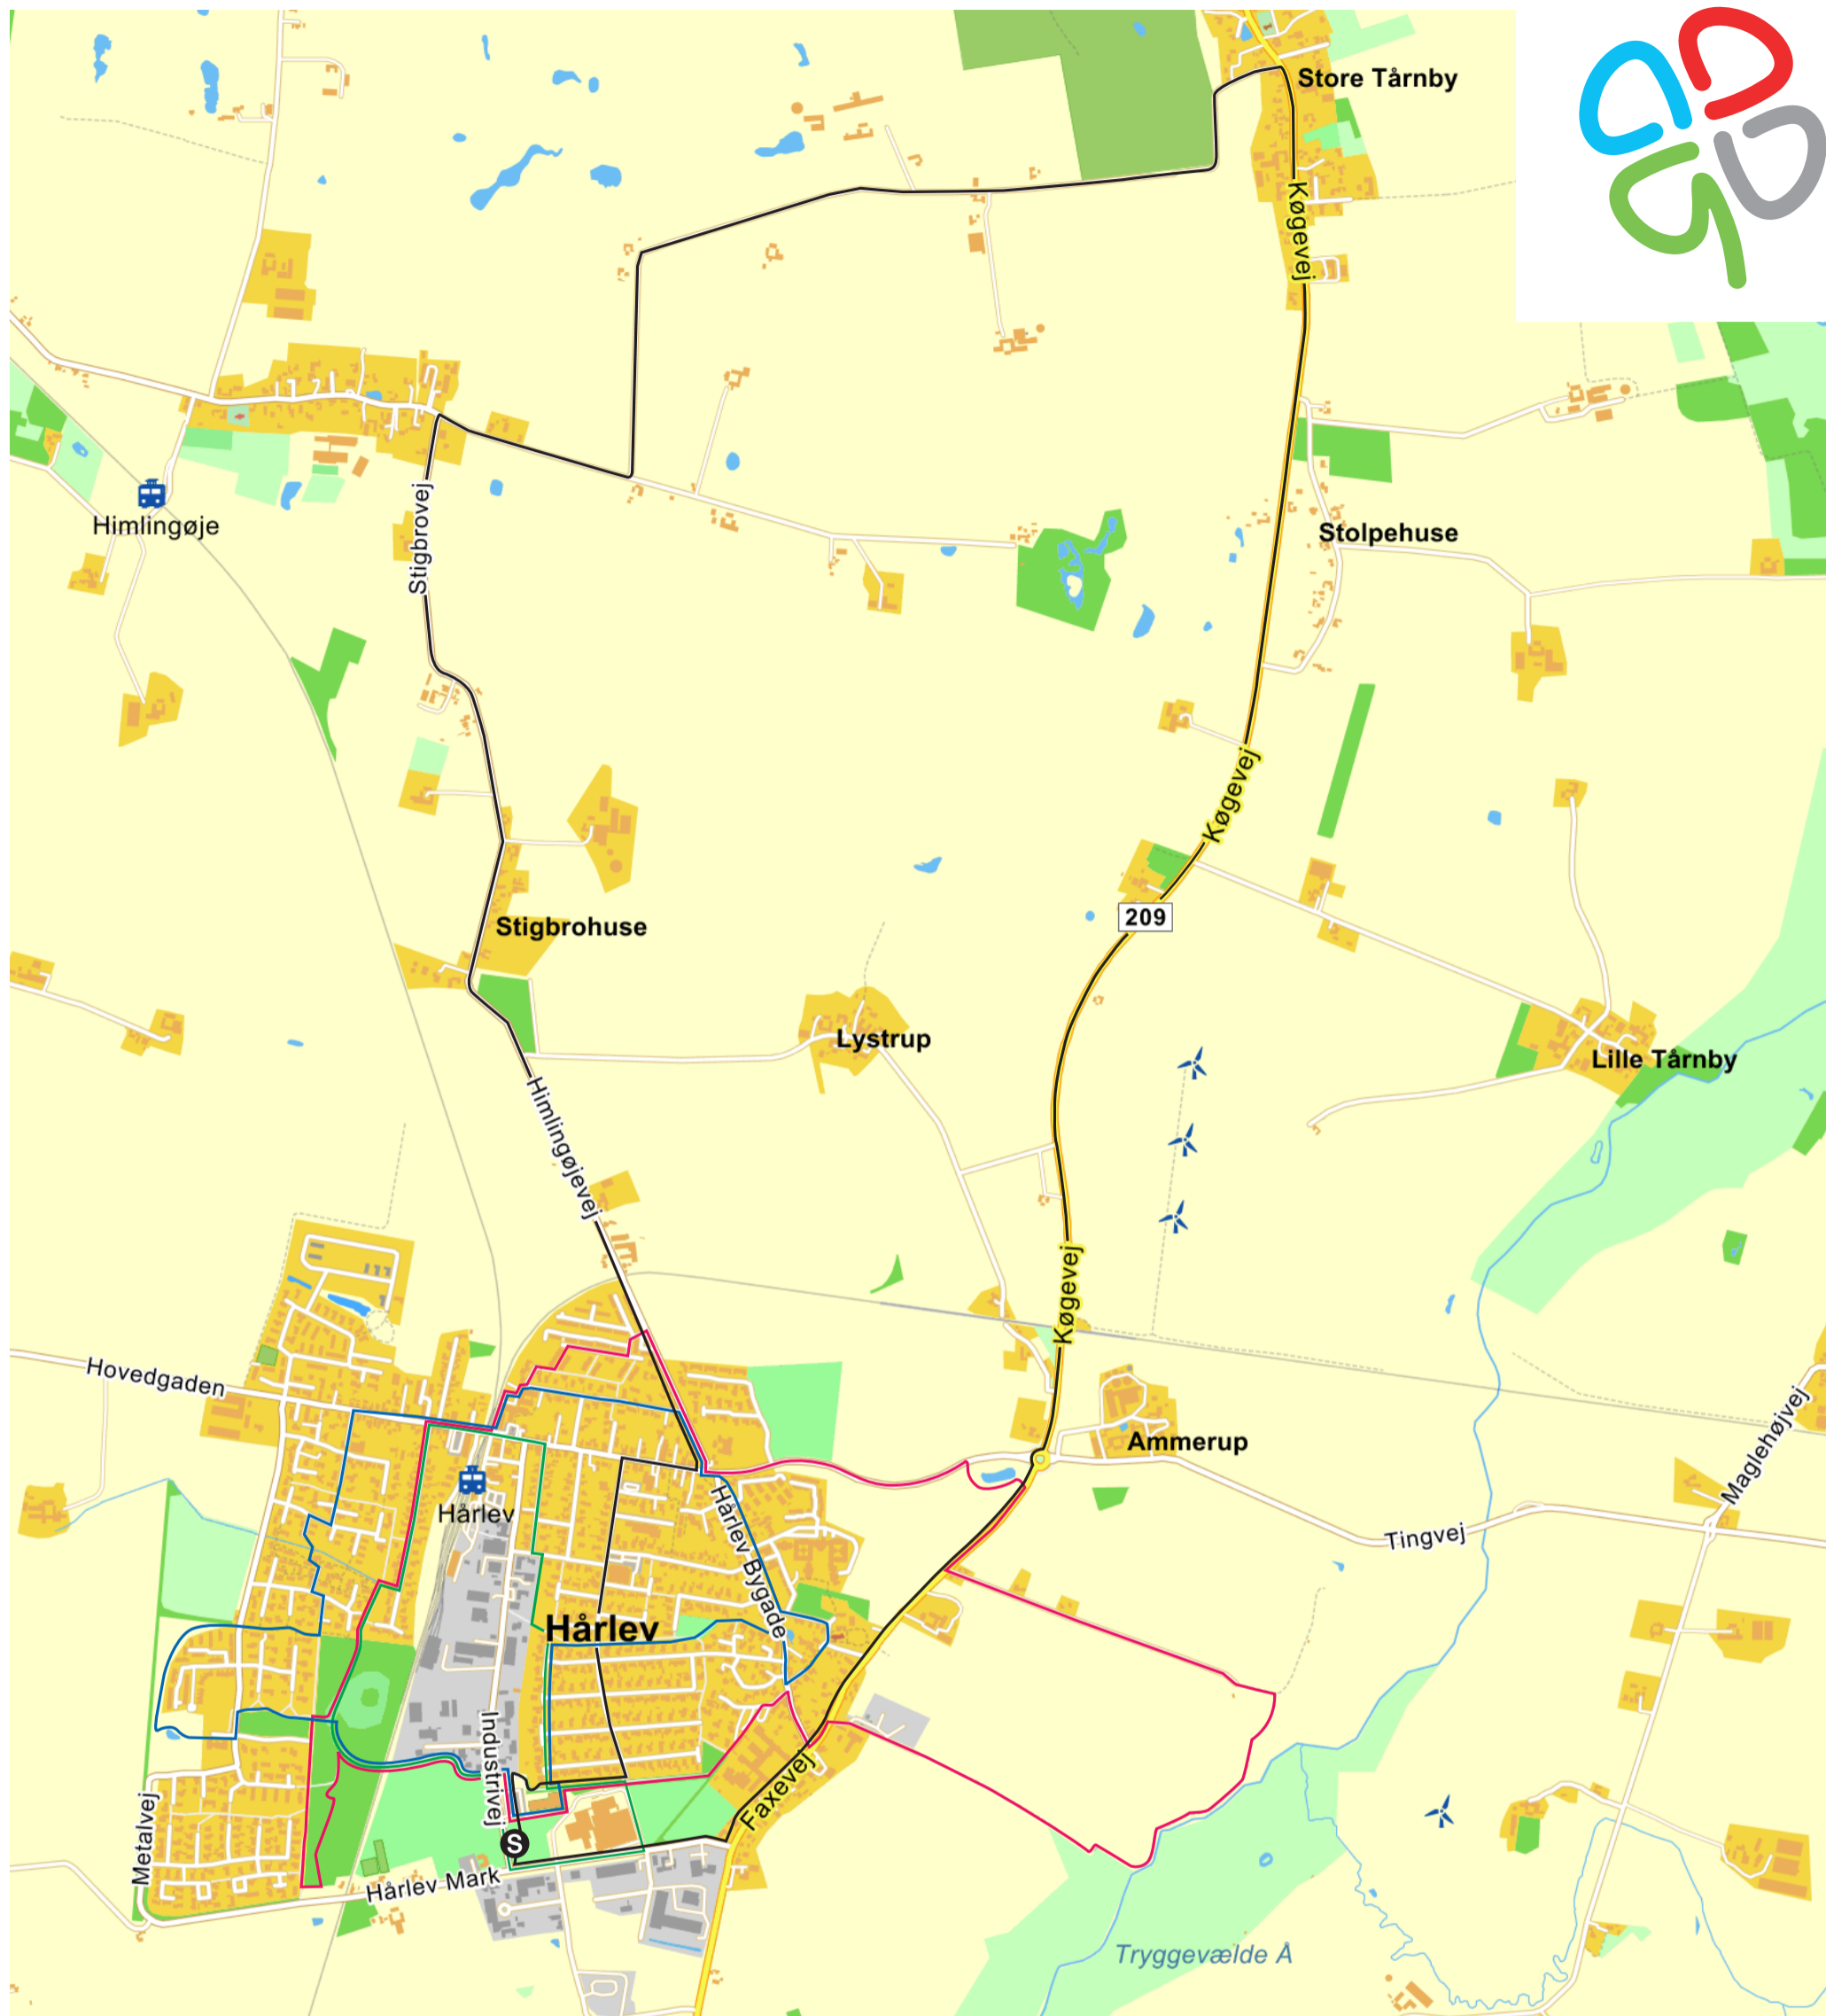 Store Tårnby
Køgevej
Stigbrovej
Himlingøje
Stolpehuse
Køgevej
209
Stigbrohuse
Lystrup
Lille Tårnby
Himlingøjevej
Køgevej
Hovedgaden
Maglehøjvej
Ammerup
Hårlev
Hårlev Bygade
Tingvej
Hårlev
Industrivej
Faxevej
Metalvej
S
Hårlev Mark
Tryggevælde Å